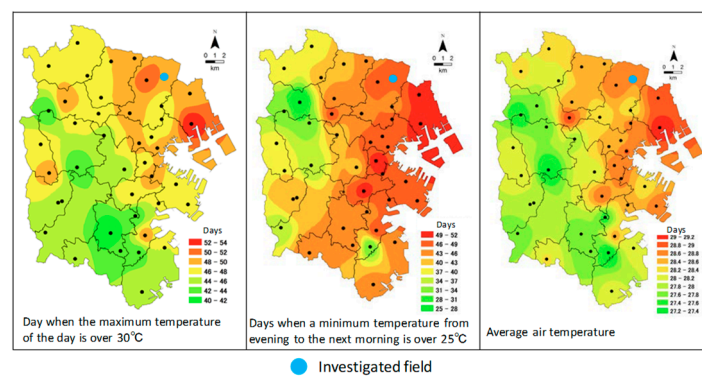 N
0 1 2
km
Days
52 – 54
50 – 52
48 – 50
46 – 48
44 – 46
42 – 44
40 – 42
Day when the maximum temperature
of the day is over 30°C
N
0 1 2
km
Days
49 – 52
46 – 49
43 – 46
40 – 43
37 – 40
34 – 37
31 – 34
28 – 31
25 – 28
Days when a minimum temperature from
evening to the next morning is over 25°C
N
0 1 2
km
Days
29 – 29.2
28.8 – 29
28.6 – 28.8
28.4 – 28.6
28.2 – 28.4
28 – 28.2
27.8 – 28
27.6 – 27.8
27.4 – 27.6
27.2 – 27.4
Average air temperature
Investigated field